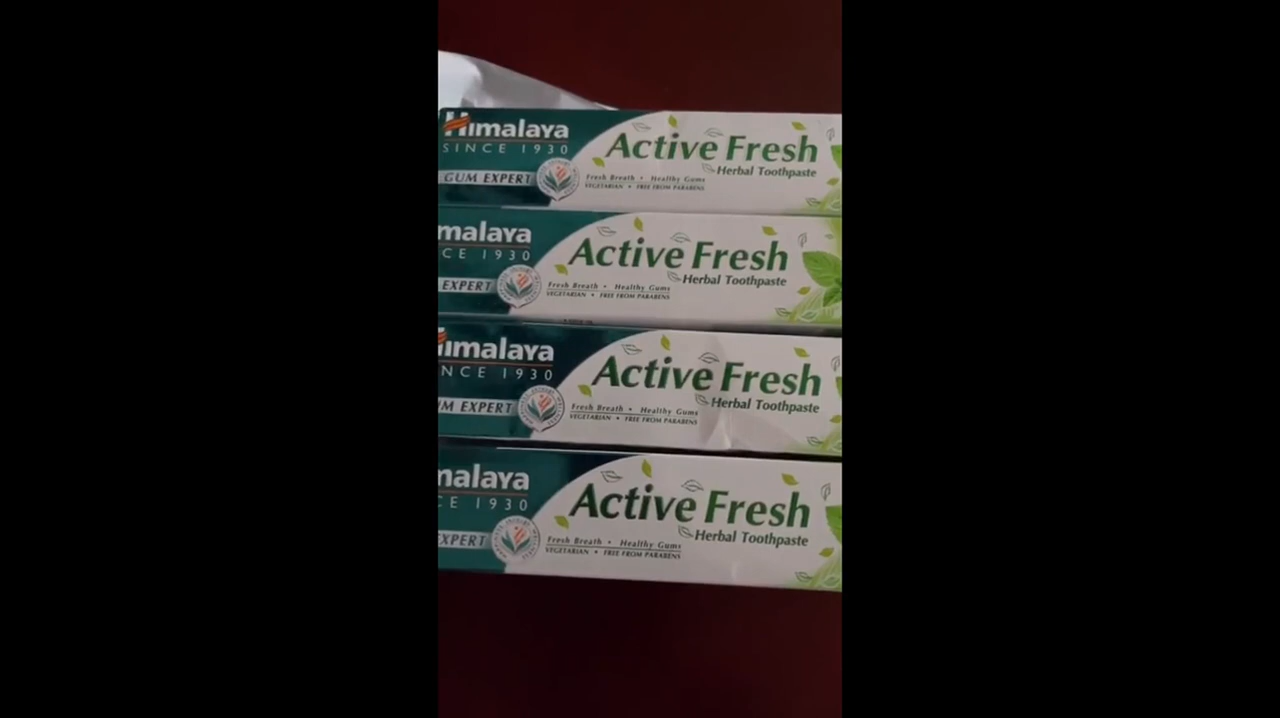 Himalaya
SINCE 1930
GUM EXPERT
Active Fresh
Herbal Toothpaste
Fresh Breath • Healthy Gums
VEGETARIAN • FREE FROM PARABENS
malaya
CE 1930
EXPERT
Active Fresh
Herbal Toothpaste
Fresh Breath • Healthy Gums
VEGETARIAN • FREE FROM PARABENS
Himalaya
NCE 1930
UM EXPERT
Active Fresh
Herbal Toothpaste
Fresh Breath • Healthy Gums
VEGETARIAN • FREE FROM PARABENS
malaya
CE 1930
EXPERT
Active Fresh
Herbal Toothpaste
Fresh Breath • Healthy Gums
VEGETARIAN • FREE FROM PARABENS